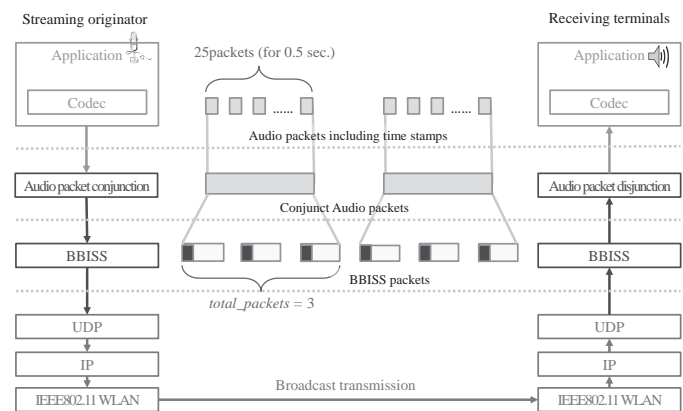 Streaming originator
Receiving terminals
Application
Codec
25packets (for 0.5 sec.)
......
......
Application
Codec
Audio packets including time stamps
Audio packet conjunction
Audio packet disjunction
Conjunct Audio packets
BBISS
BBISS
BBISS packets
total_packets = 3
UDP
UDP
IP
IP
Broadcast transmission
IEEE802.11 WLAN
IEEE802.11 WLAN